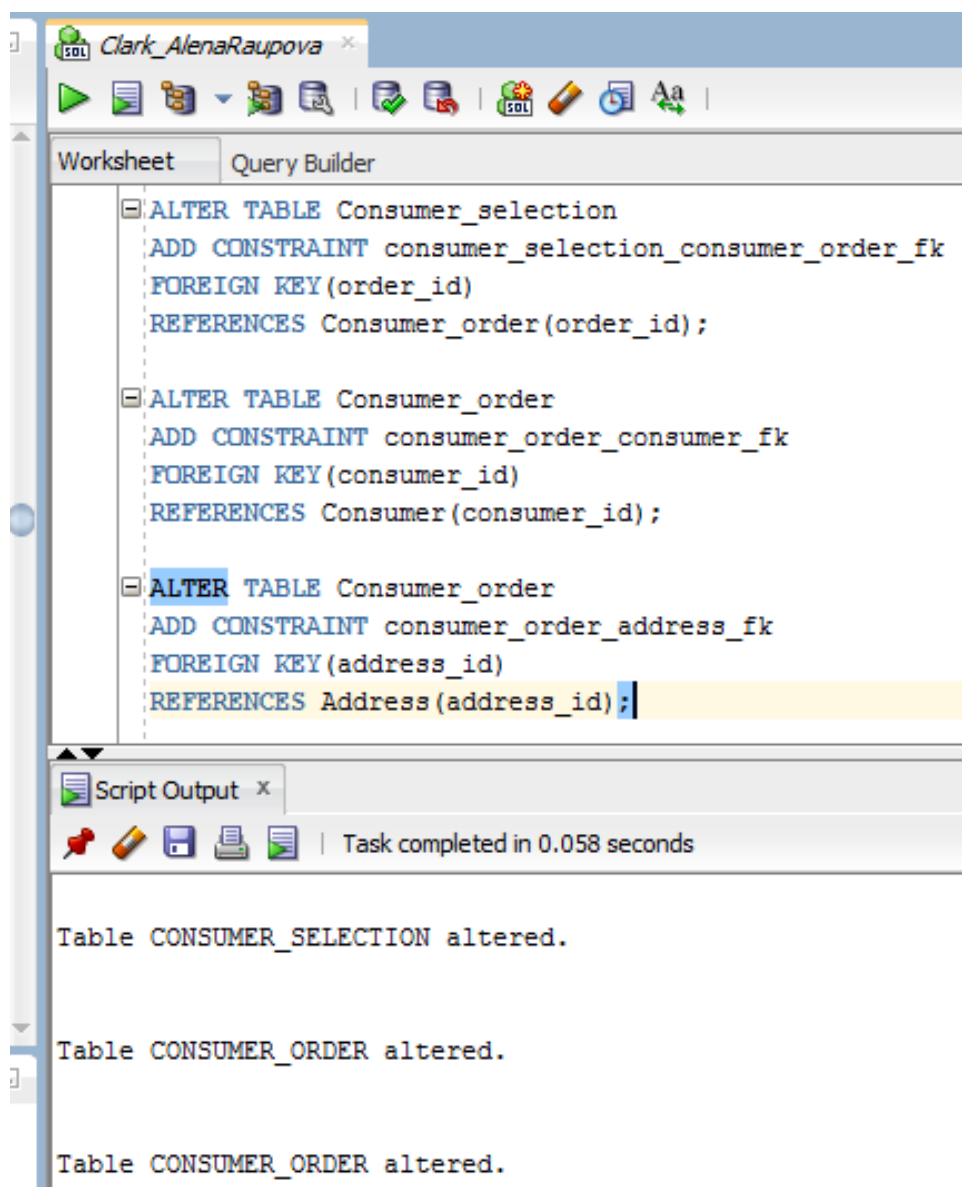 Clark_AlenaRaupova
Worksheet Query Builder
ALTER TABLE Consumer_selection
ADD CONSTRAINT consumer_selection_consumer_order_fk
FOREIGN KEY(order_id)
REFERENCES Consumer_order(order_id);
ALTER TABLE Consumer_order
ADD CONSTRAINT consumer_order_consumer_fk
FOREIGN KEY(consumer_id)
REFERENCES Consumer(consumer_id);
ALTER TABLE Consumer_order
ADD CONSTRAINT consumer_order_address_fk
FOREIGN KEY(address_id)
REFERENCES Address(address_id);
Script Output x
Task completed in 0.058 seconds
Table CONSUMER_SELECTION altered.
Table CONSUMER_ORDER altered.
Table CONSUMER_ORDER altered.